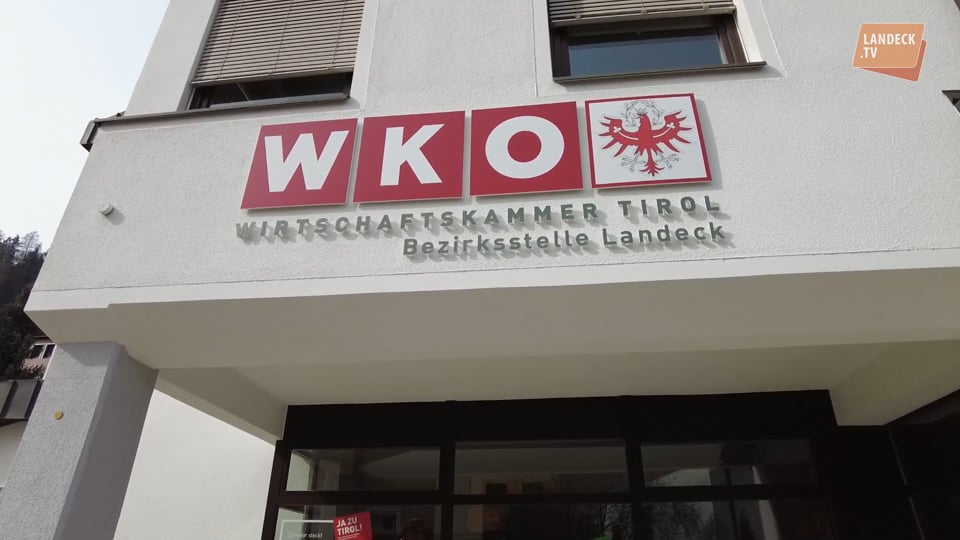 LANDECK
.TV
WKO
WIRTSCHAFTSKAMMER TIROL
Bezirksstelle Landeck
JA ZU
TIROL!